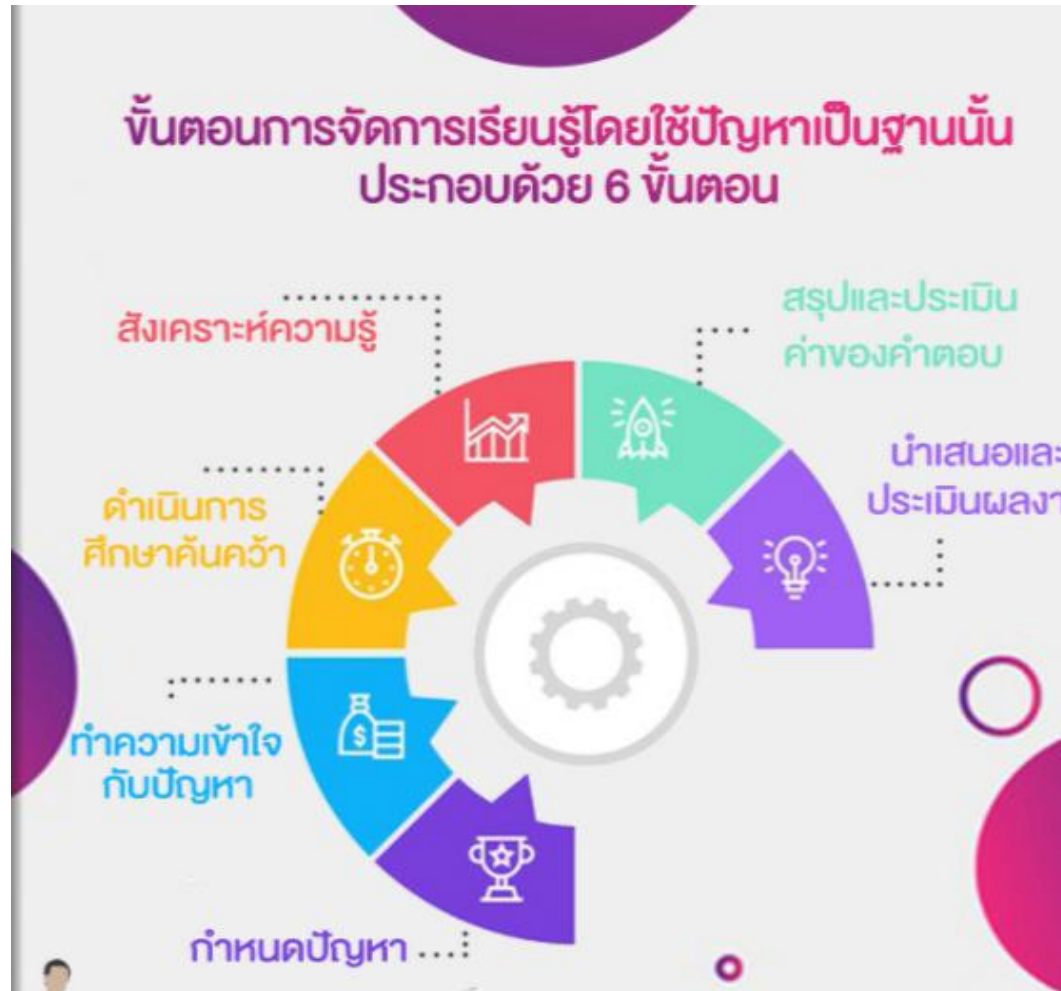 ขั้นตอนการจัดการเรียนรู้โดยใช้ปัญหาเป็นฐานนั้น
ประกอบด้วย 6 ขั้นตอน
สังเคราะห์ความรู้
สรุปและประเมิน
ค่าของคำตอบ
ดำเนินการ
ศึกษาค้นคว้า
นำเสนอและ
ประเมินผลงา
ทำความเข้าใจ
กับปัญหา
กำหนดปัญหา
$